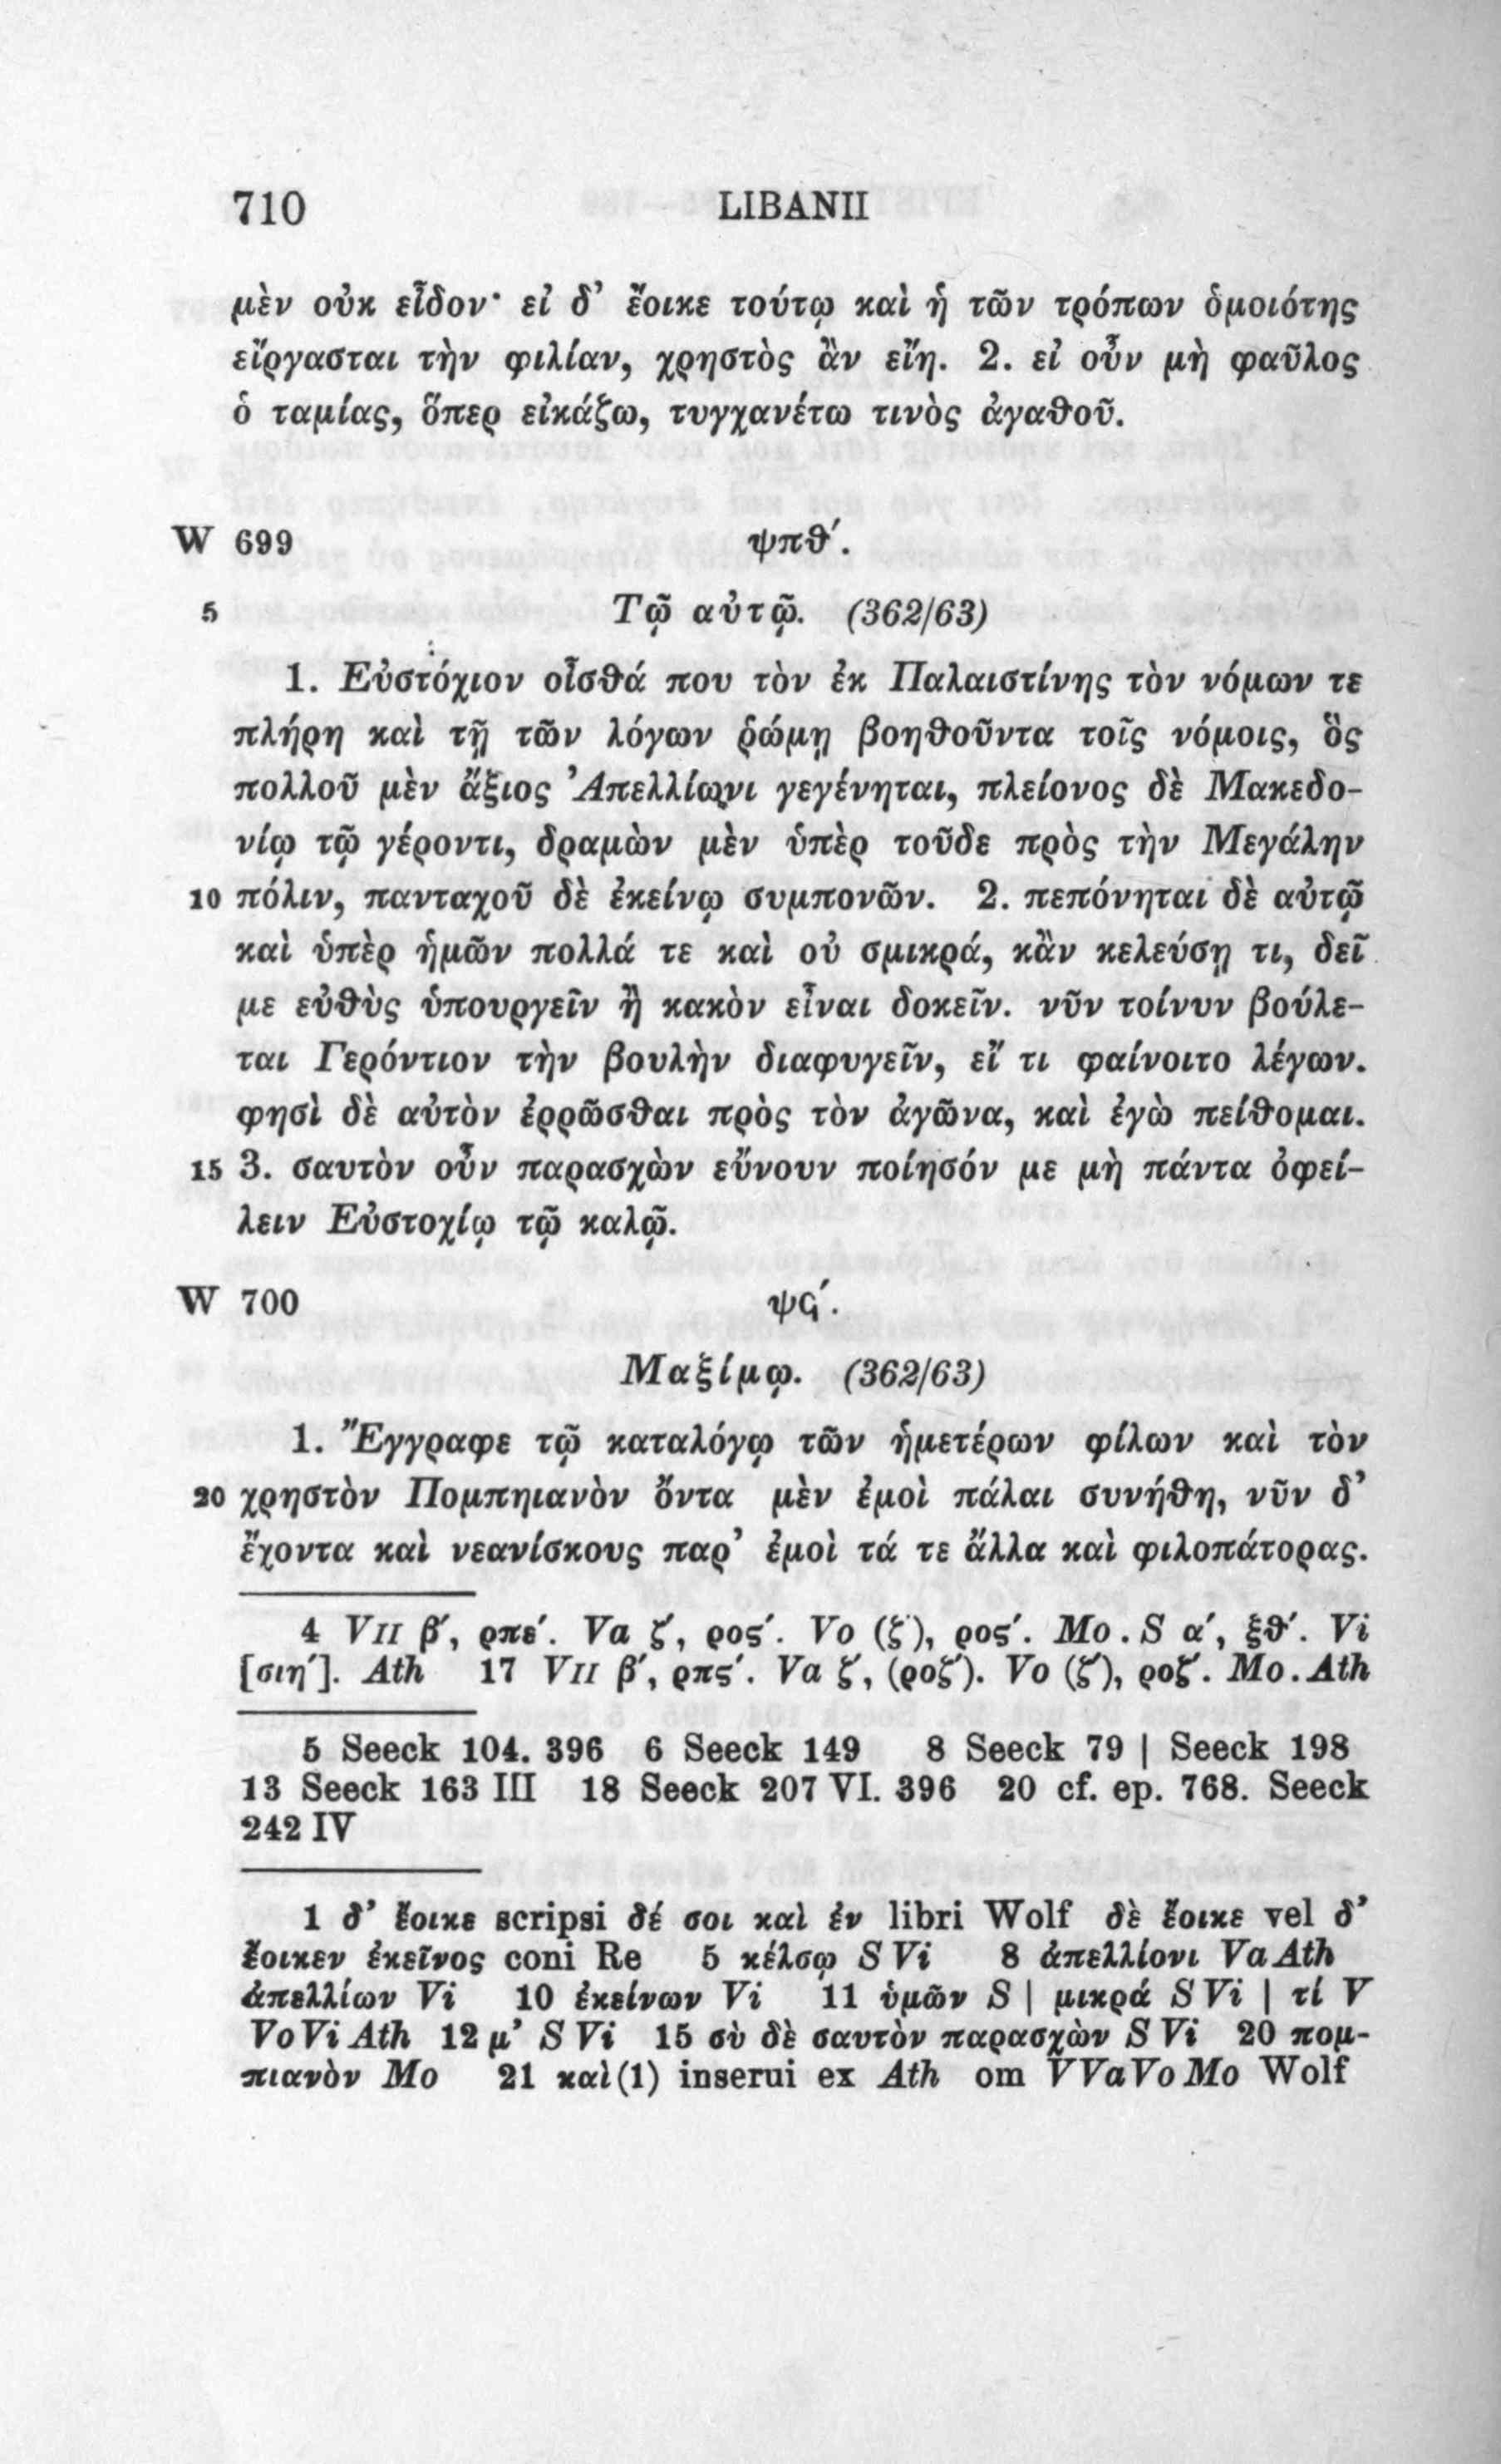 710 LIBANII
μὲν οὐκ εἶδον· εἰ δ’ ἔοικε τούτῳ καὶ ἡ τῶν τρόπων ὁμοιότης
εἴργασται τὴν φιλίαν, χρηστὸς ἂν εἴη. 2. εἰ οὖν μὴ φαῦλος
ὁ ταμίας, ὅπερ εἰκάζω, τυγχανέτω τινὸς ἀγαθοῦ.
W 699 ψπθ′.
5 Τῷ αὐτῷ. (362/63)
1. Εὐστόχιον οἶσθά που τὸν ἐκ Παλαιστίνης τὸν νόμων τε
πλήρη καὶ τῇ τῶν λόγων ῥώμῃ βοηθοῦντα τοῖς νόμοις, ὃς
πολλοῦ μὲν ἄξιος Ἀπελλίωνι γεγένηται, πλείονος δὲ Μακεδο-
νίῳ τῷ γέροντι, δραμὼν μὲν ὑπὲρ τοῦδε πρὸς τὴν Μεγάλην
10 πόλιν, πανταχοῦ δὲ ἐκείνῳ συμπονῶν. 2. πεπόνηται δὲ αὐτῷ
καὶ ὑπὲρ ἡμῶν πολλά τε καὶ οὐ σμικρά, κἂν κελεύσῃ τι, δεῖ
με εὐθὺς ὑπουργεῖν ἢ κακὸν εἶναι δοκεῖν. νῦν τοίνυν βούλε-
ται Γερόντιον τὴν βουλὴν διαφυγεῖν, εἴ τι φαίνοιτο λέγων.
φησὶ δὲ αὐτὸν ἐρρῶσθαι πρὸς τὸν ἀγῶνα, καὶ ἐγὼ πείθομαι.
15 3. σαυτὸν οὖν παρασχὼν εὔνουν ποίησόν με μὴ πάντα ὀφεί-
λειν Εὐστοχίῳ τῷ καλῷ.
W 700 ψϟ′.
Μαξίμῳ. (362/63)
1. Ἔγγραφε τῷ καταλόγῳ τῶν ἡμετέρων φίλων καὶ τὸν
20 χρηστὸν Πομπηιανὸν ὄντα μὲν ἐμοὶ πάλαι συνήθη, νῦν δ’
ἔχοντα καὶ νεανίσκους παρ’ ἐμοὶ τά τε ἄλλα καὶ φιλοπάτορας.
4 VII β′, ρπε′. Va ζ′, ρος′. Vo (ζ′), ρος′. Mo. S α′, ξθ′. Vi
[σιη′]. Ath 17 VII β′, ρπς′. Va ζ′, (ροζ′). Vo (ζ′), ροζ′. Mo. Ath
5 Seeck 104. 396 6 Seeck 149 8 Seeck 79 | Seeck 198
13 Seeck 163 III 18 Seeck 207 VI. 396 20 cf. ep. 768. Seeck
242 IV
1 δ’ ἔοικε scripsi δέ σοι καὶ ἐν libri Wolf δὲ ἔοικε vel δ’
ἔοικεν ἐκεῖνος coni Re 5 κέλσῳ S Vi 8 ἀπελλίονι Va Ath
ἀπελλίων Vi 10 ἐκείνων Vi 11 ὑμῶν S | μικρά S Vi | τί V
Vo Vi Ath 12 μ’ S Vi 15 σὺ δὲ σαυτὸν παρασχὼν S Vi 20 πομ-
πιανὸν Mo 21 καὶ(1) inserui ex Ath om V Va Vo Mo Wolf